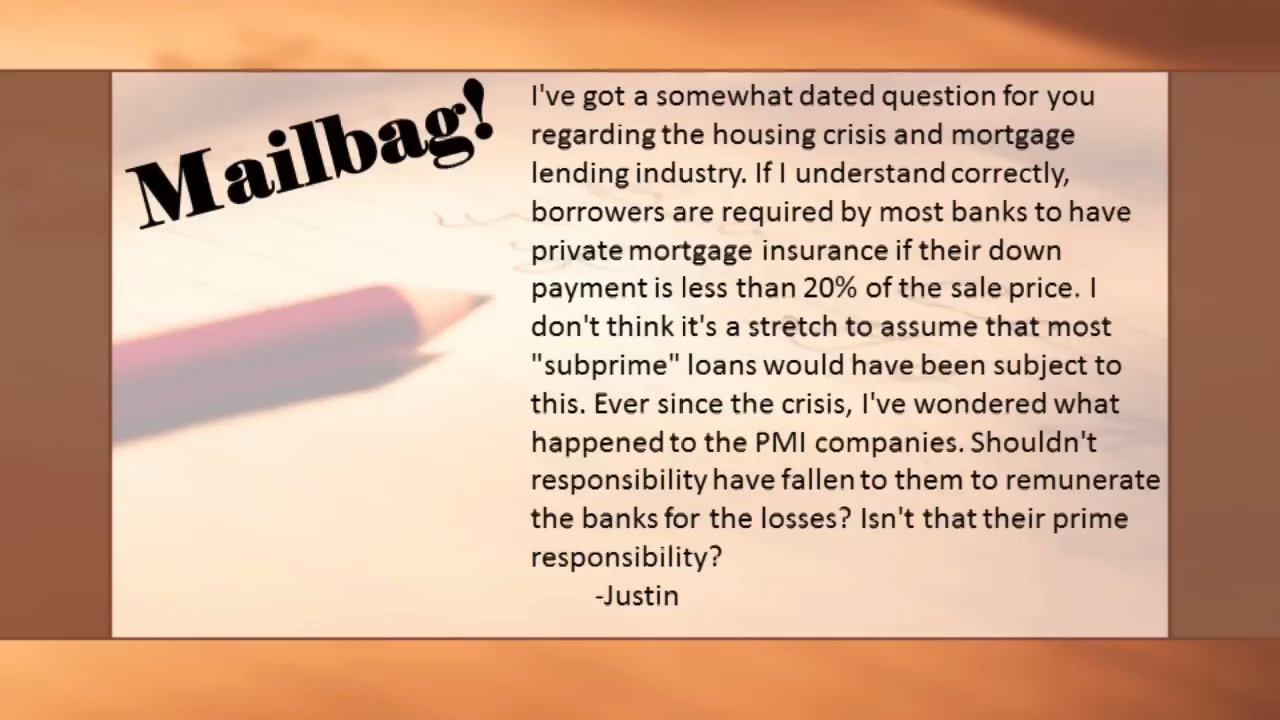 Mailbag!
I've got a somewhat dated question for you
regarding the housing crisis and mortgage
lending industry. If I understand correctly,
borrowers are required by most banks to have
private mortgage insurance if their down
payment is less than 20% of the sale price. I
don't think it's a stretch to assume that most
"subprime" loans would have been subject to
this. Ever since the crisis, I've wondered what
happened to the PMI companies. Shouldn't
responsibility have fallen to them to remunerate
the banks for the losses? Isn't that their prime
responsibility?
-Justin